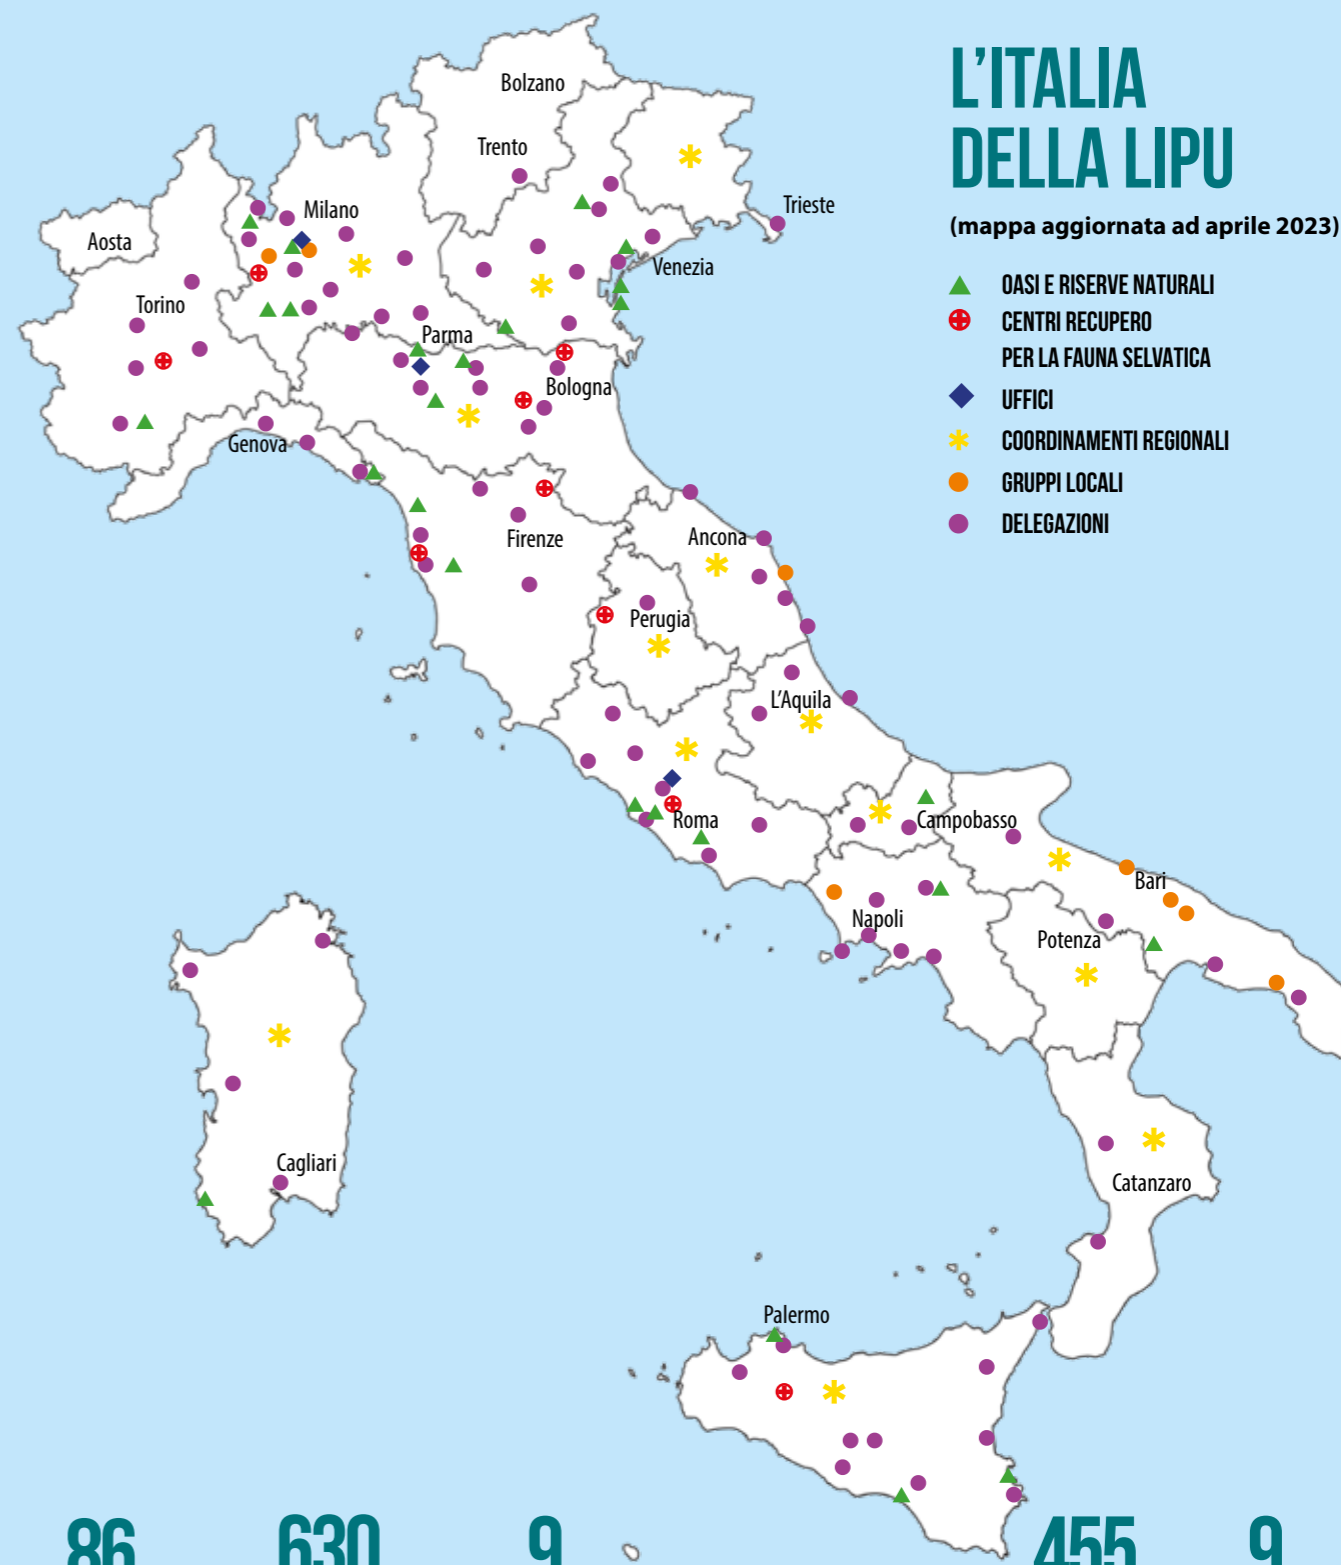 L'ITALIA
DELLA LIPU
(mappa aggiornata ad aprile 2023)
OASI E RISERVE NATURALI
CENTRI RECUPERO
PER LA FAUNA SELVATICA
UFFICI
COORDINAMENTI REGIONALI
GRUPPI LOCALI
DELEGAZIONI
Bolzano
Trento
Milano
Trieste
Aosta
Venezia
Torino
Parma
Bologna
Genova
Firenze
Ancona
Perugia
L'Aquila
Roma
Campobasso
Bari
Napoli
Potenza
Cagliari
Catanzaro
Palermo
86 630 9 455 9